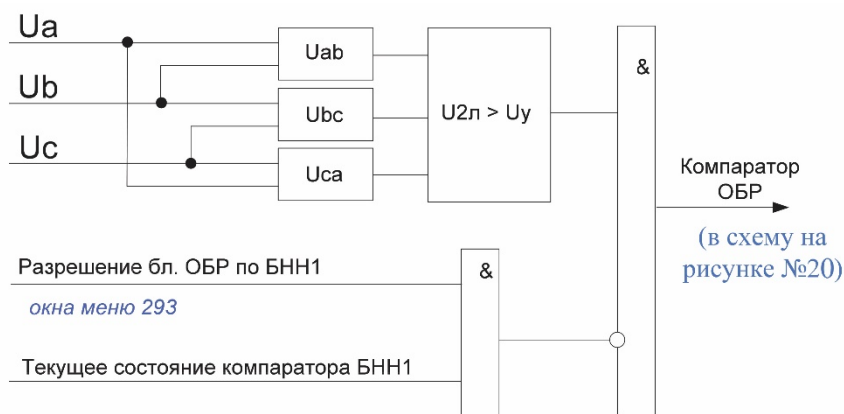 Ua
Uab
&
Ub
Ubc
U2л > Uу
Uc
Uca
Компаратор
ОБР
(в схему на
рисунке №20)
Разрешение бл. ОБР по БНН1
&
окна меню 293
Текущее состояние компаратора БНН1